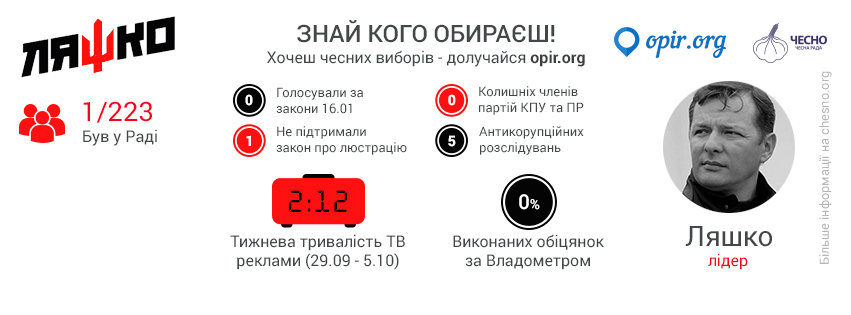 ЛЯШКО
1/223
Був у Раді
ЗНАЙ КОГО ОБИРАЄШ!
Хочеш чесних виборів - долучайся opir.org
0 Голосували за
закони 16.01
1 Не підтримали
закон про люстрацію
0 Колишніх членів
партій КПУ та ПР
5 Антикорупційних
розслідувань
2:12
Тижнева тривалість ТВ
реклами (29.09 - 5.10)
0%
Виконаних обіцянок
за Владометром
opir.org
ЧЕСНО
ЧЕСНА РАДА
Ляшко
лідер
Більше інформації на chesno.org